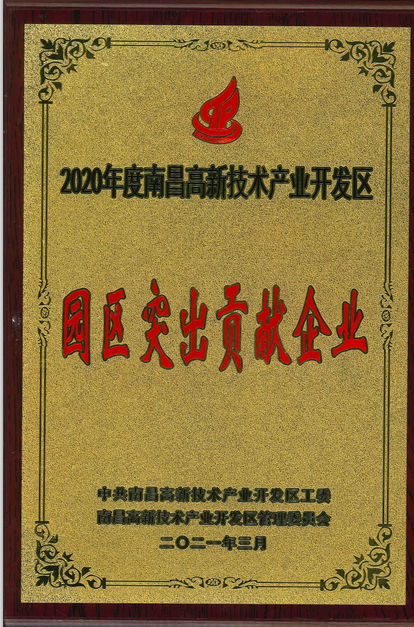 2020年度南昌高新技术产业开发区
园区突出贡献企业
中共南昌高新技术产业开发区工委
南昌高新技术产业开发区管理委员会
二〇二一年三月